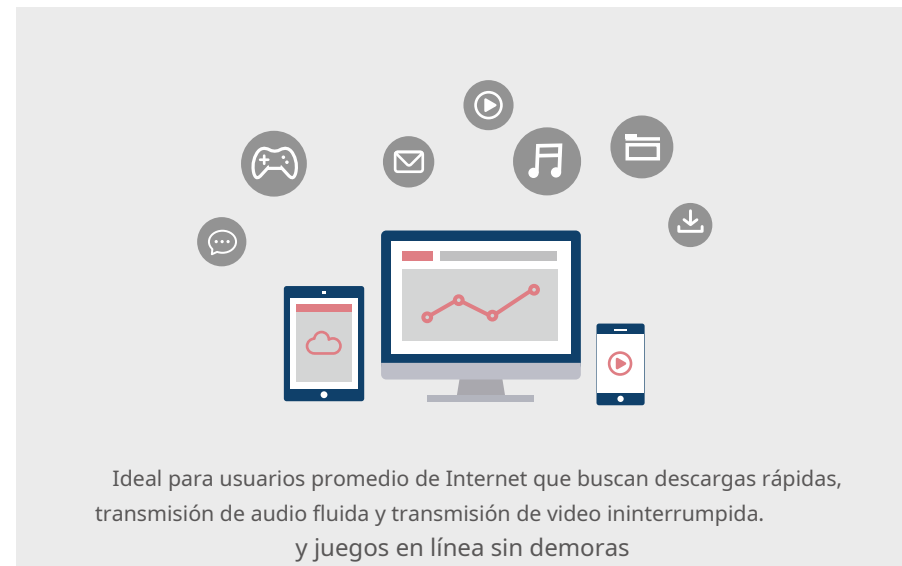 Ideal para usuarios promedio de Internet que buscan descargas rápidas,
transmisión de audio fluida y transmisión de video ininterrumpida.
y juegos en línea sin demoras